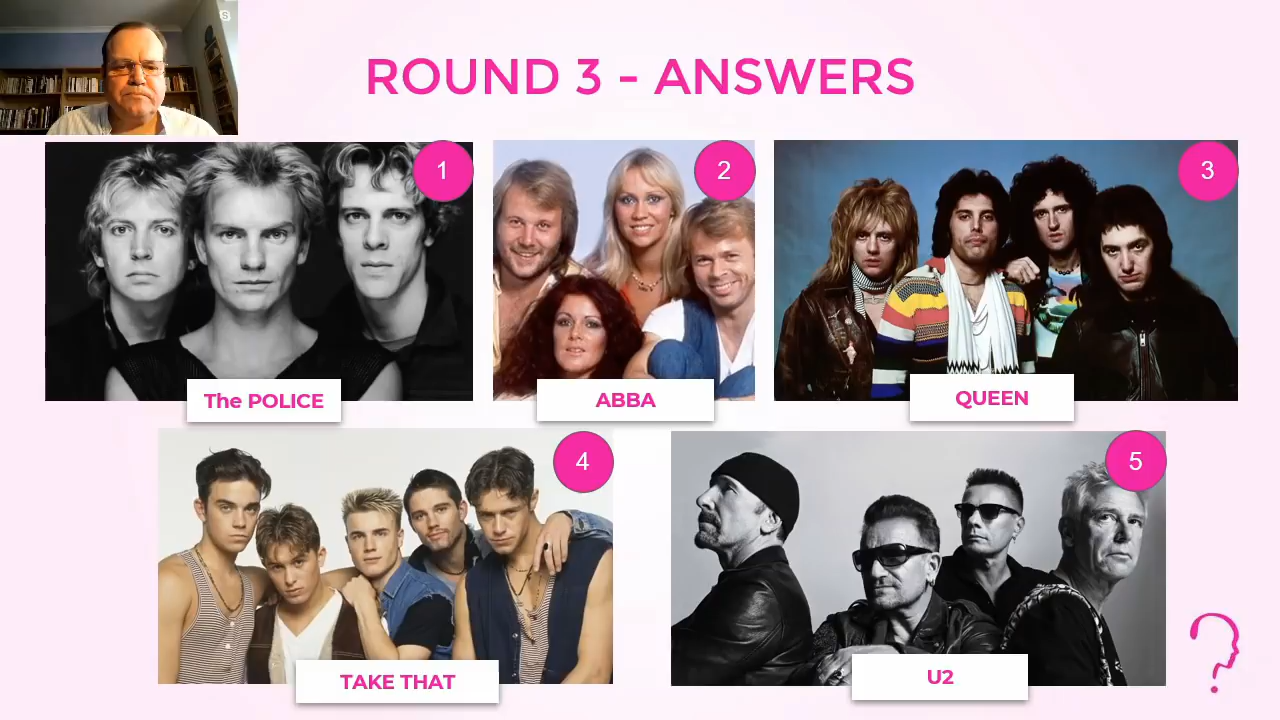 S
ROUND 3 - ANSWERS
1
2
3
The POLICE
ABBA
QUEEN
4
5
TAKE THAT
U2